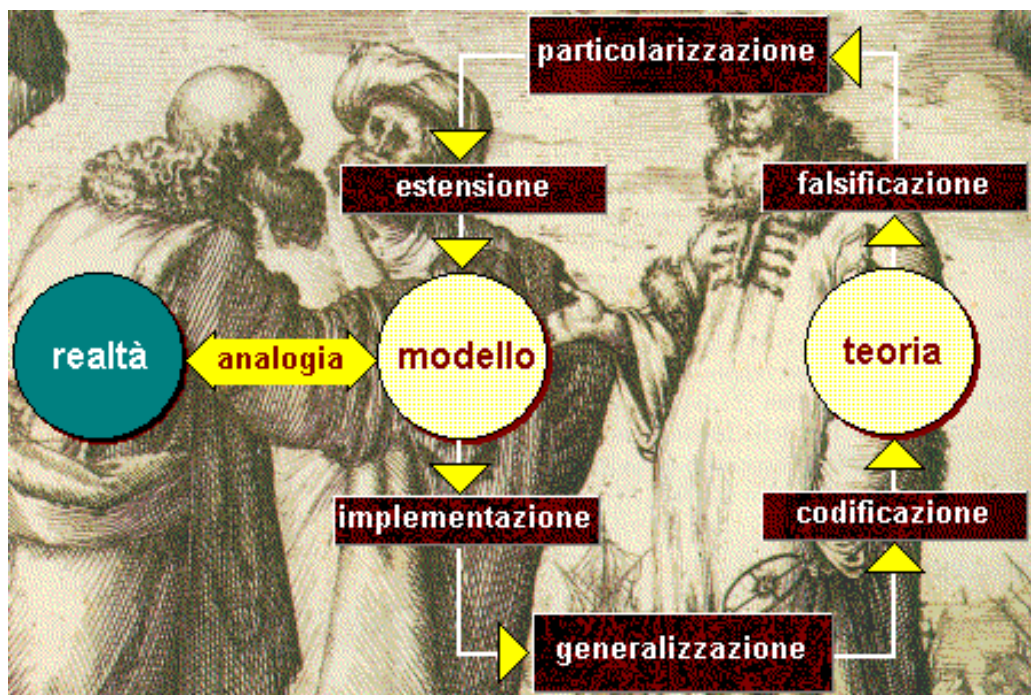 particolarizzazione
estensione
falsificazione
realtà
analogia
modello
teoria
implementazione
codificazione
generalizzazione